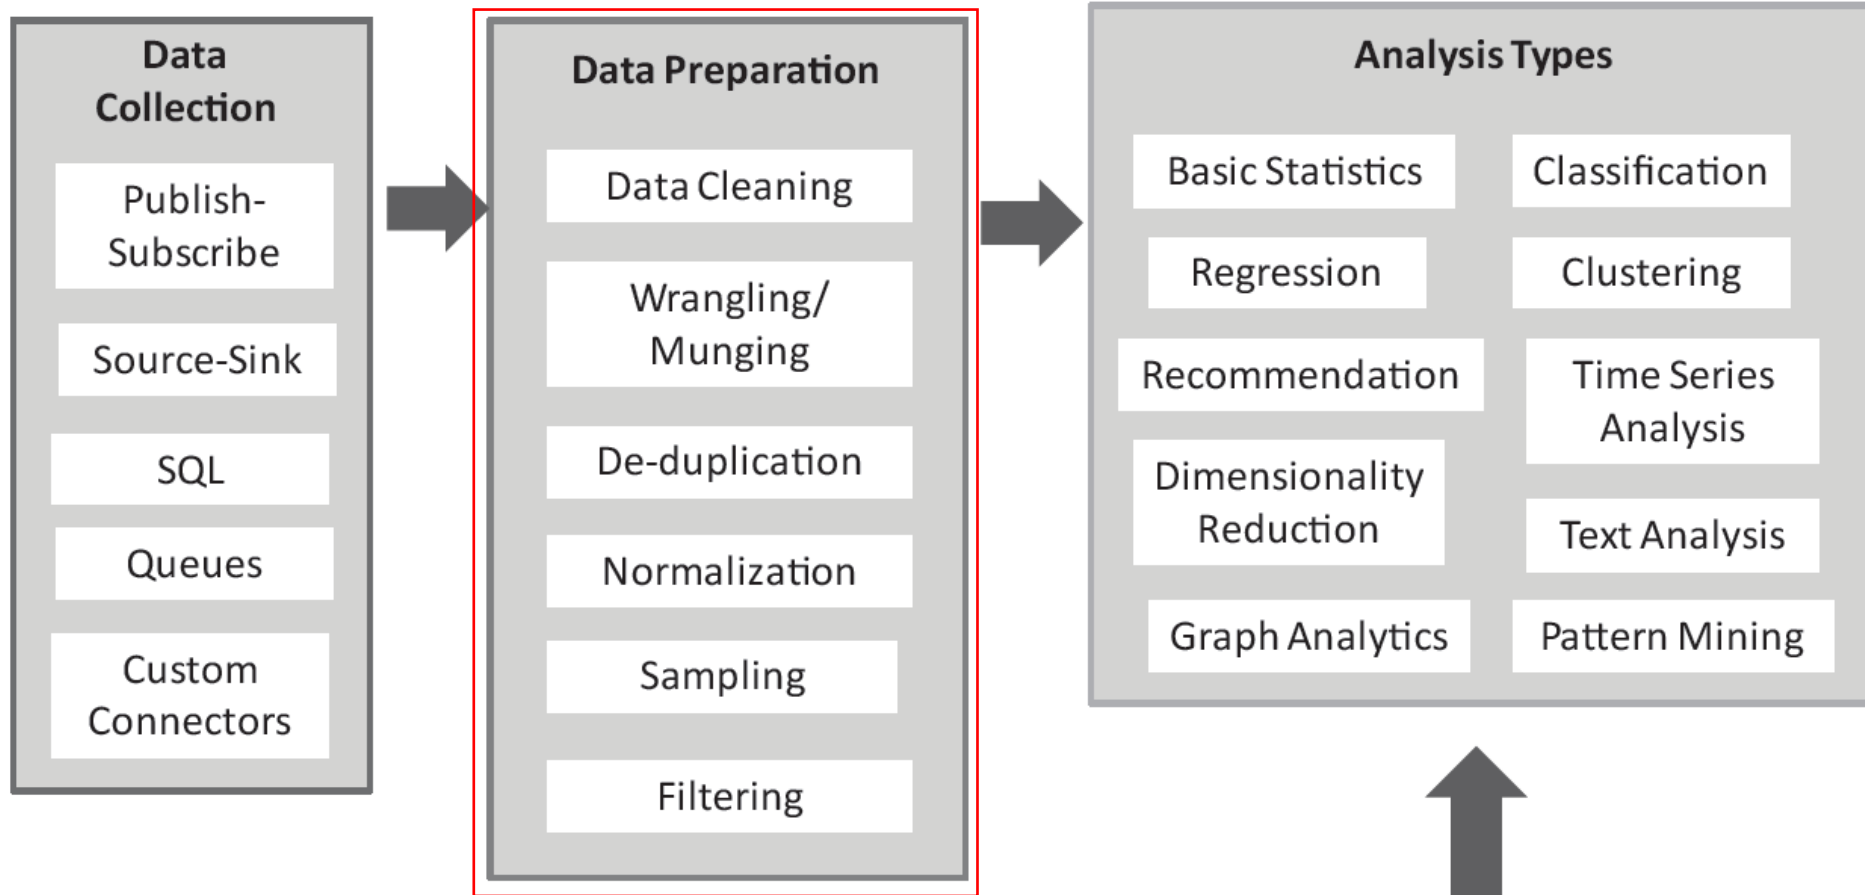 Data
Collection
Publish-
Subscribe
Source-Sink
SQL
Queues
Custom
Connectors
Data Preparation
Data Cleaning
Wrangling/
Munging
De-duplication
Normalization
Sampling
Filtering
Analysis Types
Basic Statistics
Classification
Regression
Clustering
Recommendation
Time Series
Analysis
Dimensionality
Reduction
Text Analysis
Graph Analytics
Pattern Mining